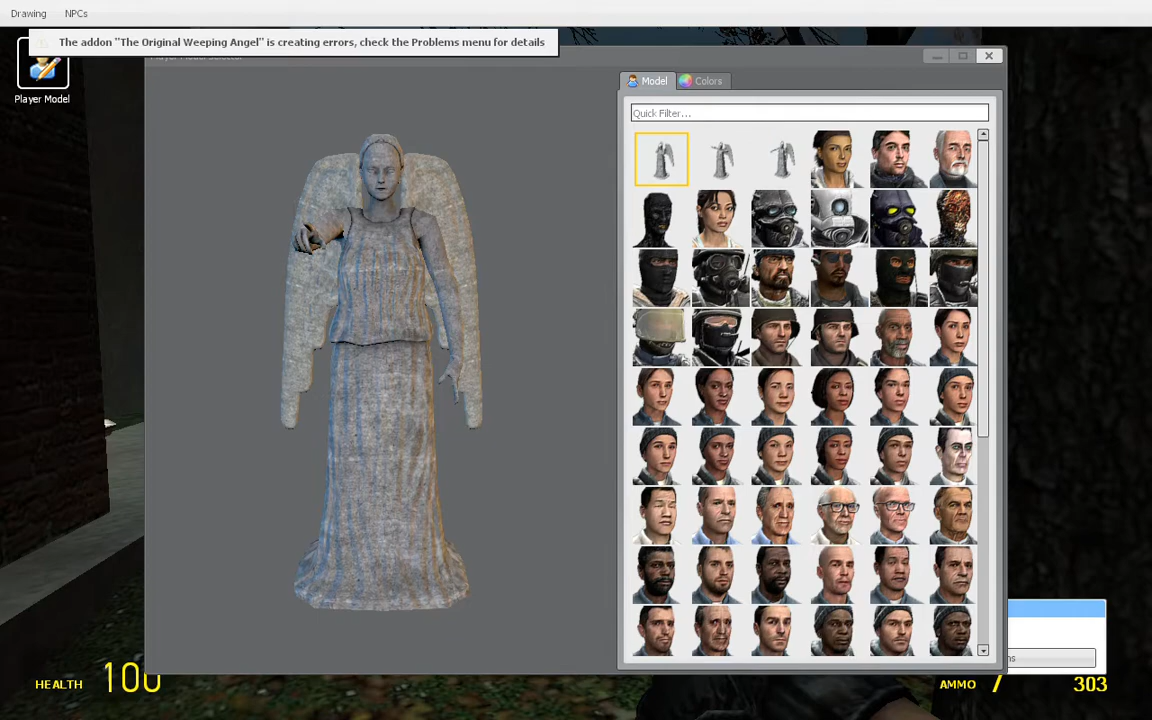 Drawing NPCs
The addon "The Original Weeping Angel" is creating errors, check the Problems menu for details
Model Colors
Player Model
Quick Filter...
HEALTH 100
AMMO 7 303